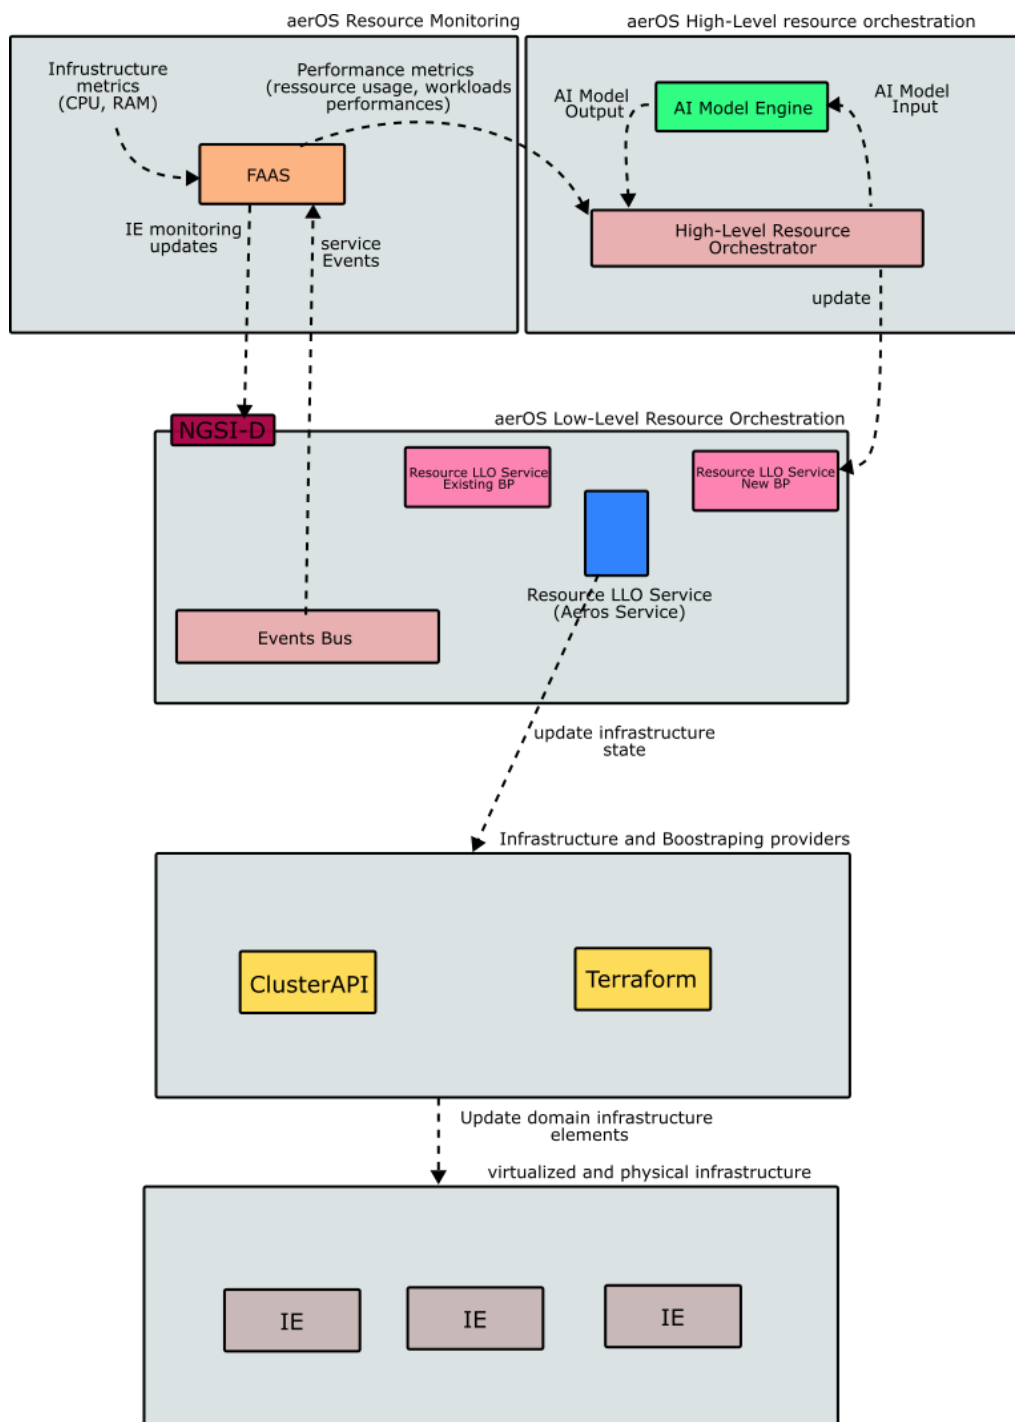 aerOS Resource Monitoring
aerOS High-Level resource orchestration
Infrustructure
metrics
(CPU, RAM)
Performance metrics
(ressource usage, workloads
performances)
FAAS
IE monitoring
updates
service
Events
AI Model
Output
AI Model Engine
AI Model
Input
High-Level Resource
Orchestrator
update
aerOS Low-Level Resource Orchestration
NGSI-D
Resource LLO Service
Existing BP
Resource LLO Service
New BP
Resource LLO Service
(Aeros Service)
Events Bus
update infrastructure
state
Infrastructure and Boostraping providers
ClusterAPI
Terraform
Update domain infrastructure
elements
virtualized and physical infrastructure
IE
IE
IE